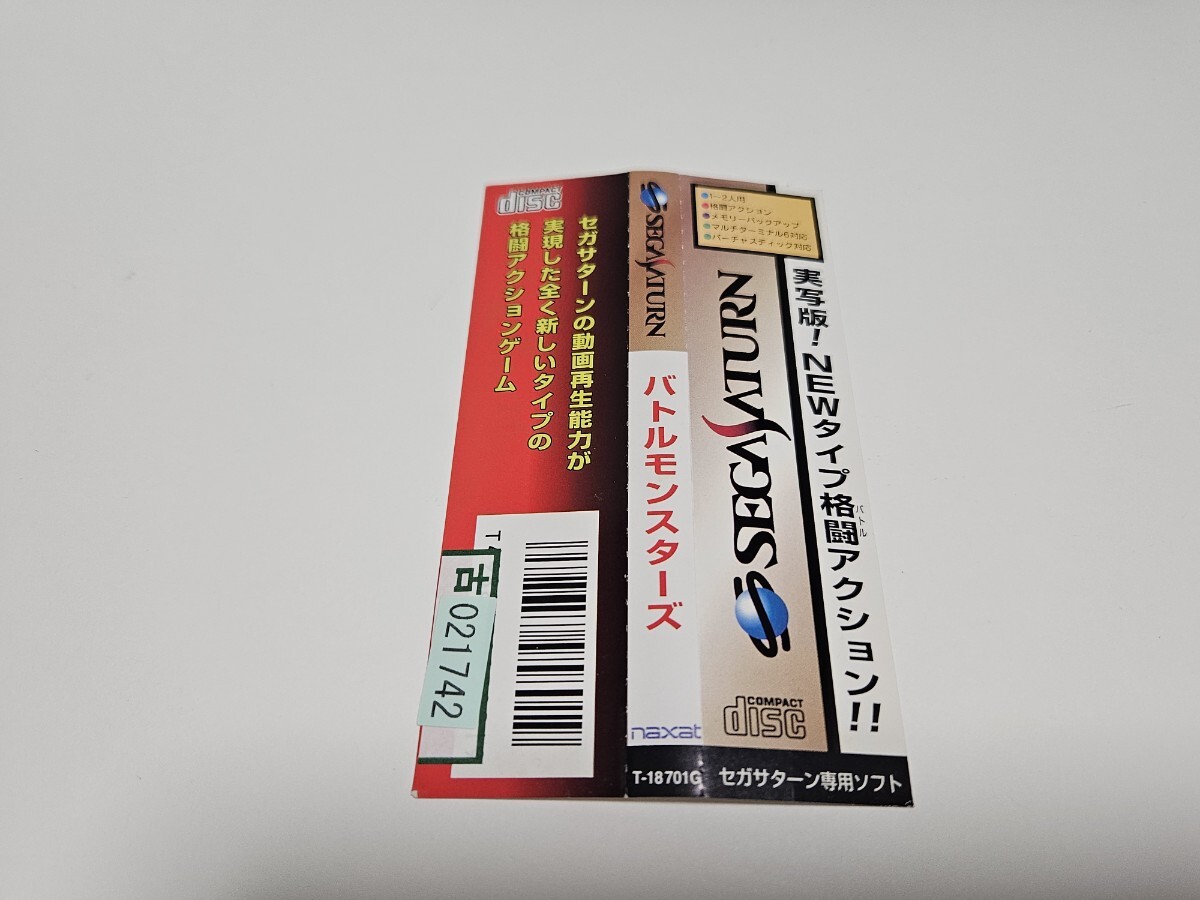 COMPACT
disc
セガサターンの動画再生能力が
実現した全く新しいタイプの
格闘アクションゲーム
T
古
021742
SEGA SATURN
バトルモンスターズ
naxat
T-18701G
1~2人用
格闘アクション
メモリーバックアップ
マルチターミナル6対応
バーチャスティック対応
SEGA SATURN
COMPACT
disc
実写版!NEWタイプ格闘アクション!!
バトル
セガサターン専用ソフト